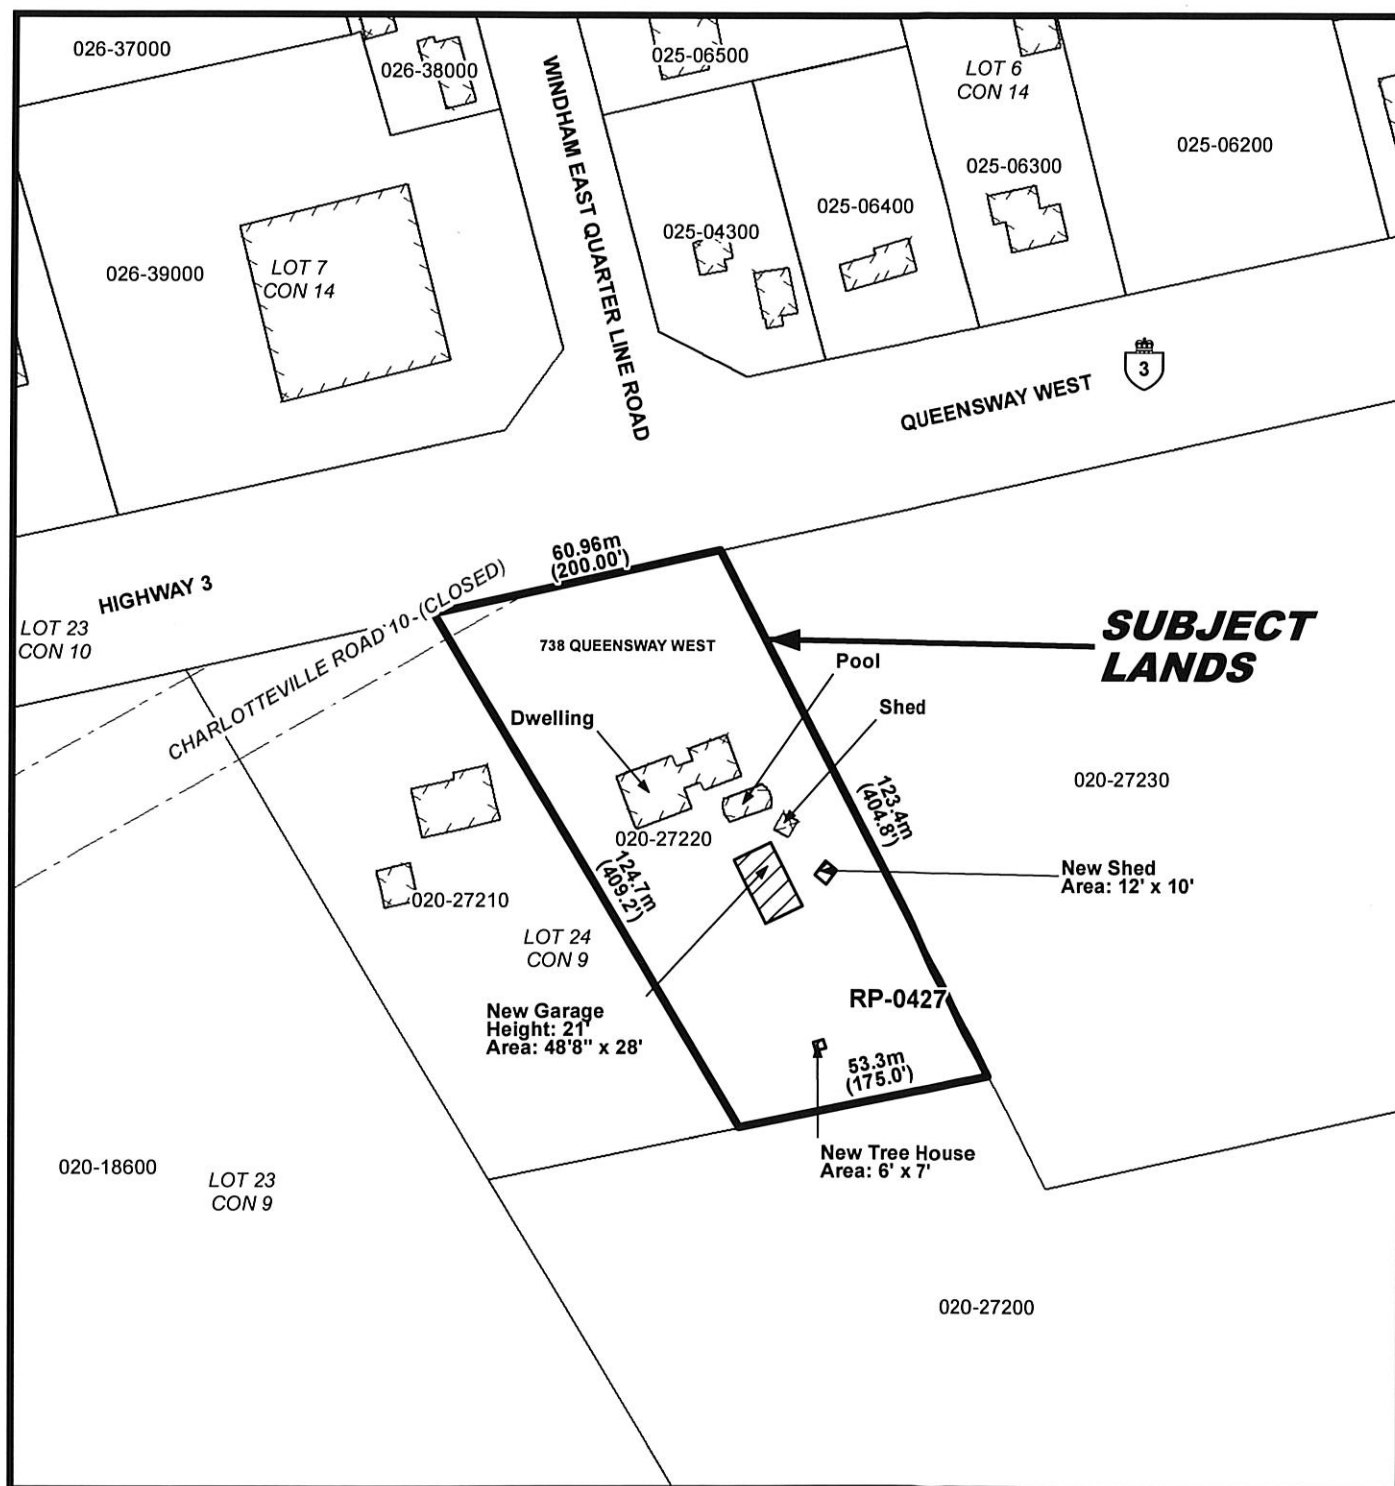 026-37000
026-38000
025-06500
LOT 6
CON 14
025-06200
025-06300
025-06400
025-04300
WINDHAM EAST QUARTER LINE ROAD
026-39000
LOT 7
CON 14
3
QUEENSWAY WEST
HIGHWAY 3
LOT 23
CON 10
CHARLOTTEVILLE ROAD 10-(CLOSED)
60.96m
(200.00')
738 QUEENSWAY WEST
SUBJECT
LANDS
Pool
Shed
Dwelling
020-27230
123.4m
(404.8')
020-27220
124.7m
(409.2')
New Shed
Area: 12' x 10'
020-27210
LOT 24
CON 9
New Garage
Height: 21'
Area: 48'8" x 28'
RP-0427
53.3m
(175.0')
New Tree House
Area: 6' x 7'
020-18600
LOT 23
CON 9
020-27200